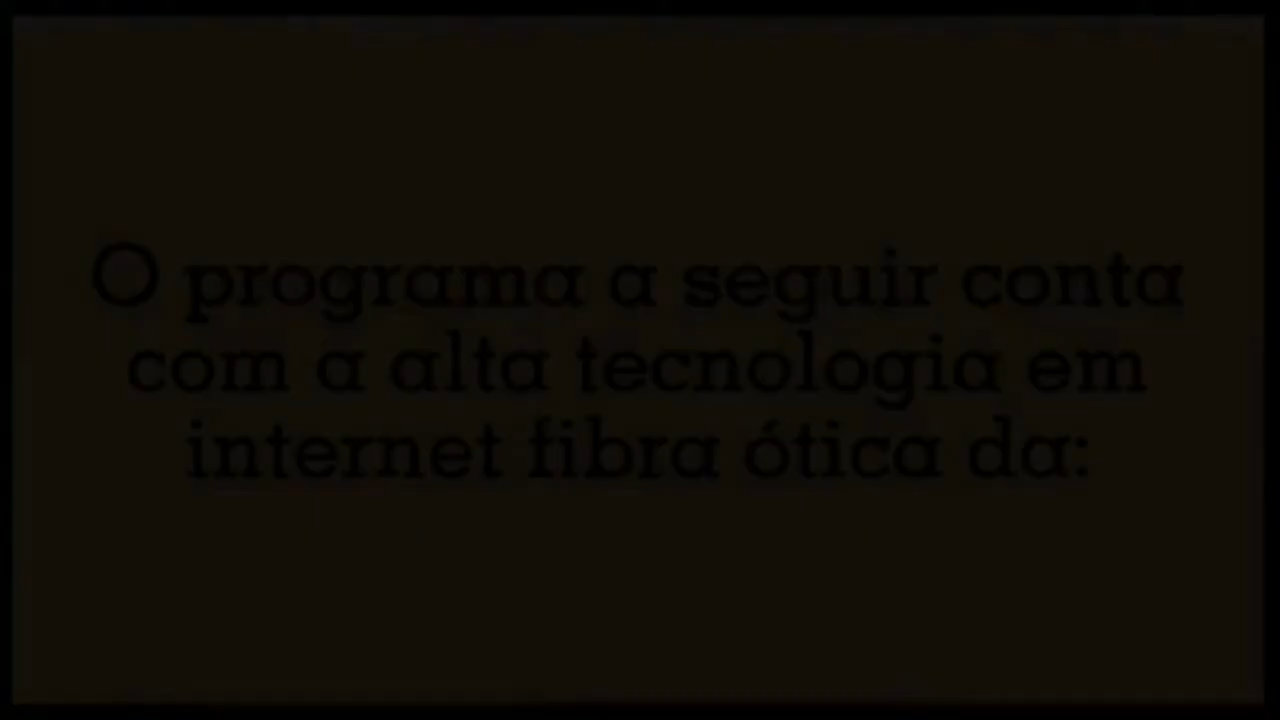 O programa a seguir conta
com a alta tecnologia em
internet fibra ótica da: